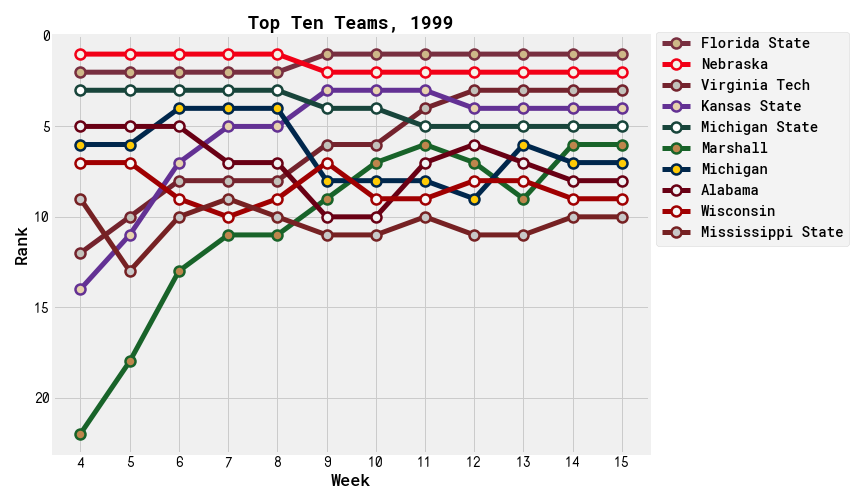 Top Ten Teams, 1999
0
5
10
15
20
Rank
4 5 6 7 8 9 10 11 12 13 14 15
Week
Florida State
Nebraska
Virginia Tech
Kansas State
Michigan State
Marshall
Michigan
Alabama
Wisconsin
Mississippi State